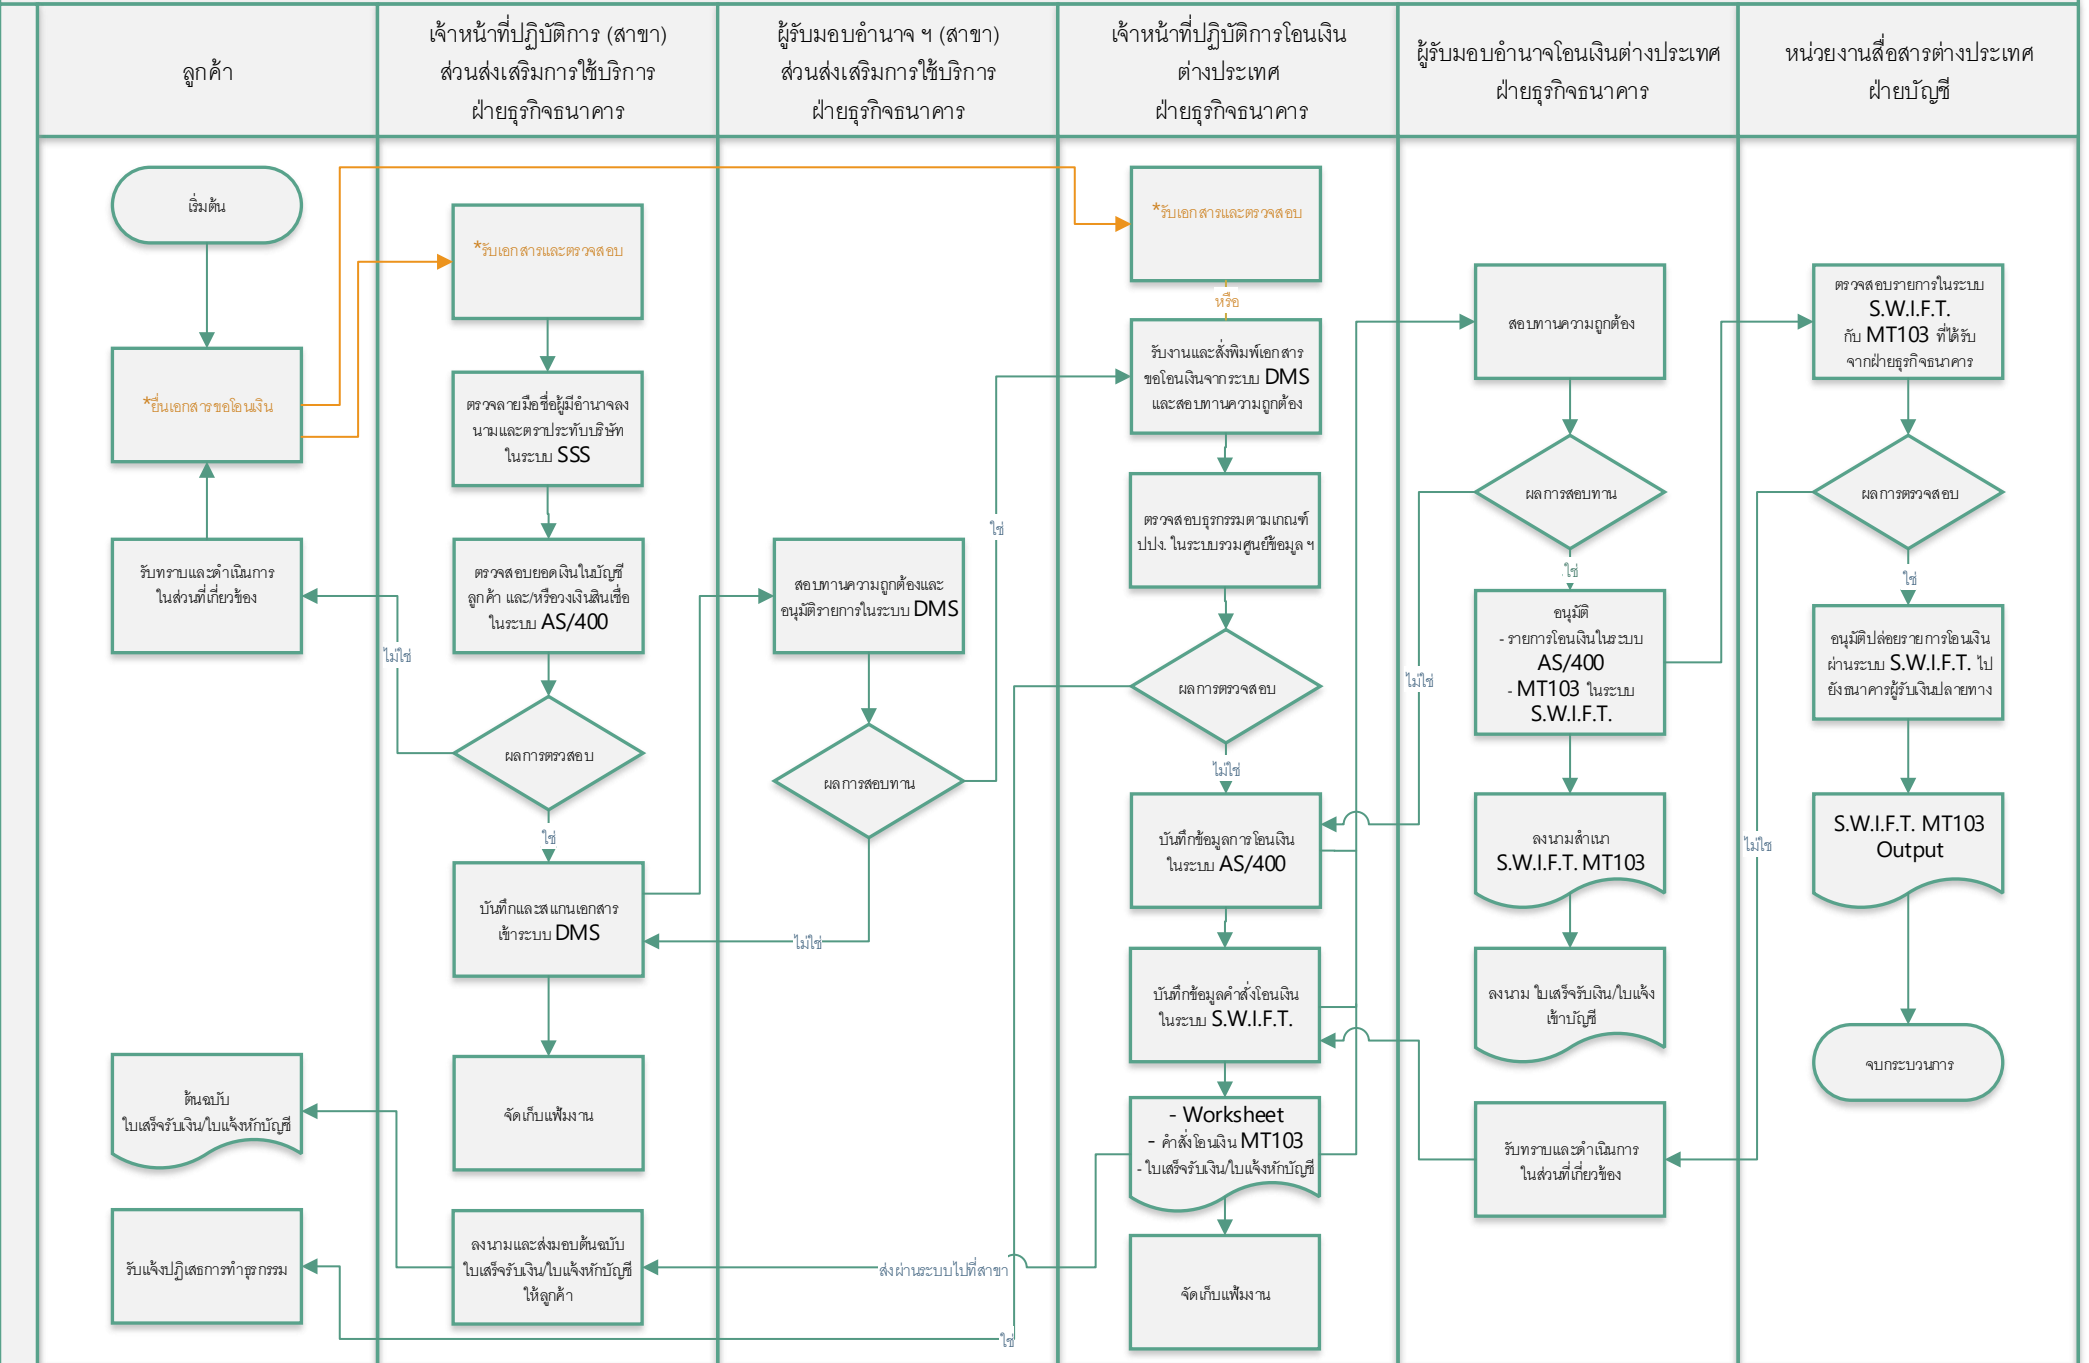 ลูกค้า
เจ้าหน้าที่ปฏิบัติการ (สาขา)
ส่วนส่งเสริมการใช้บริการ
ฝ่ายธุรกิจธนาคาร
ผู้รับมอบอำนาจ ฯ (สาขา)
ส่วนส่งเสริมการใช้บริการ
ฝ่ายธุรกิจธนาคาร
เจ้าหน้าที่ปฏิบัติการโอนเงิน
ต่างประเทศ
ฝ่ายธุรกิจธนาคาร
ผู้รับมอบอำนาจโอนเงินต่างประเทศ
ฝ่ายธุรกิจธนาคาร
หน่วยงานสื่อสารต่างประเทศ
ฝ่ายบัญชี
เริ่มต้น
*ยื่นเอกสารขอโอนเงิน
รับทราบและดำเนินการ
ในส่วนที่เกี่ยวข้อง
ต้นฉบับ
ใบเสร็จรับเงิน/ใบแจ้งหักบัญชี
รับแจ้งปฏิเสธการทำธุรกรรม
*รับเอกสารและตรวจสอบ
ตรวจลายมือชื่อผู้มีอำนาจลง
นามและตราประทับบริษัท
ในระบบ SSS
ตรวจสอบยอดเงินในบัญชี
ลูกค้า และ/หรือวงเงินสินเชื่อ
ในระบบ AS/400
ไม่ใช่
ผลการตรวสอบ
ใช่
บันทึกและสแกนเอกสาร
เข้าระบบ DMS
จัดเก็บแฟ้มงาน
ลงนามและส่งมอบต้นฉบับ
ใบเสร็จรับเงิน/ใบแจ้งหักบัญชี
ให้ลูกค้า
สอบทานความถูกต้องและ
อนุมัติรายการในระบบ DMS
ผลการสอบทาน
ใช่
ไม่ใช่
ส่งผ่านระบบไปที่สาขา
ใช่
*รับเอกสารและตรวจสอบ
หรือ
รับงานและสั่งพิมพ์เอกสาร
ขอโอนเงินจากระบบ DMS
และสอบทานความถูกต้อง
ตรวจสอบธุรกรรมตามเกณฑ์
ปปง. ในระบบรวมศูนย์ข้อมูล ฯ
ผลการตรวจสอบ
ไม่ใช่
บันทึกข้อมูลการโอนเงิน
ในระบบ AS/400
บันทึกข้อมูลคำสั่งโอนเงิน
ในระบบ S.W.I.F.T.
- Worksheet
- คำสั่งโอนเงิน MT103
- ใบเสร็จรับเงิน/ใบแจ้งหักบัญชี
จัดเก็บแฟ้มงาน
สอบทานความถูกต้อง
ผลการสอบทาน
ใช่
ไม่ใช่
อนุมัติ
- รายการโอนเงินในระบบ
AS/400
- MT103 ในระบบ
S.W.I.F.T.
ลงนามสำเนา
S.W.I.F.T. MT103
ลงนาม ใบเสร็จรับเงิน/ใบแจ้ง
เข้าบัญชี
รับทราบและดำเนินการ
ในส่วนที่เกี่ยวข้อง
ตรวจสอบรายการในระบบ
S.W.I.F.T.
กับ MT103 ที่ได้รับ
จากฝ่ายธุรกิจธนาคาร
ผลการตรวจสอบ
ใช่
ไม่ใช่
อนุมัติปล่อยรายการโอนเงิน
ผ่านระบบ S.W.I.F.T. ไป
ยังธนาคารผู้รับเงินปลายทาง
S.W.I.F.T. MT103
Output
จบกระบวนการ